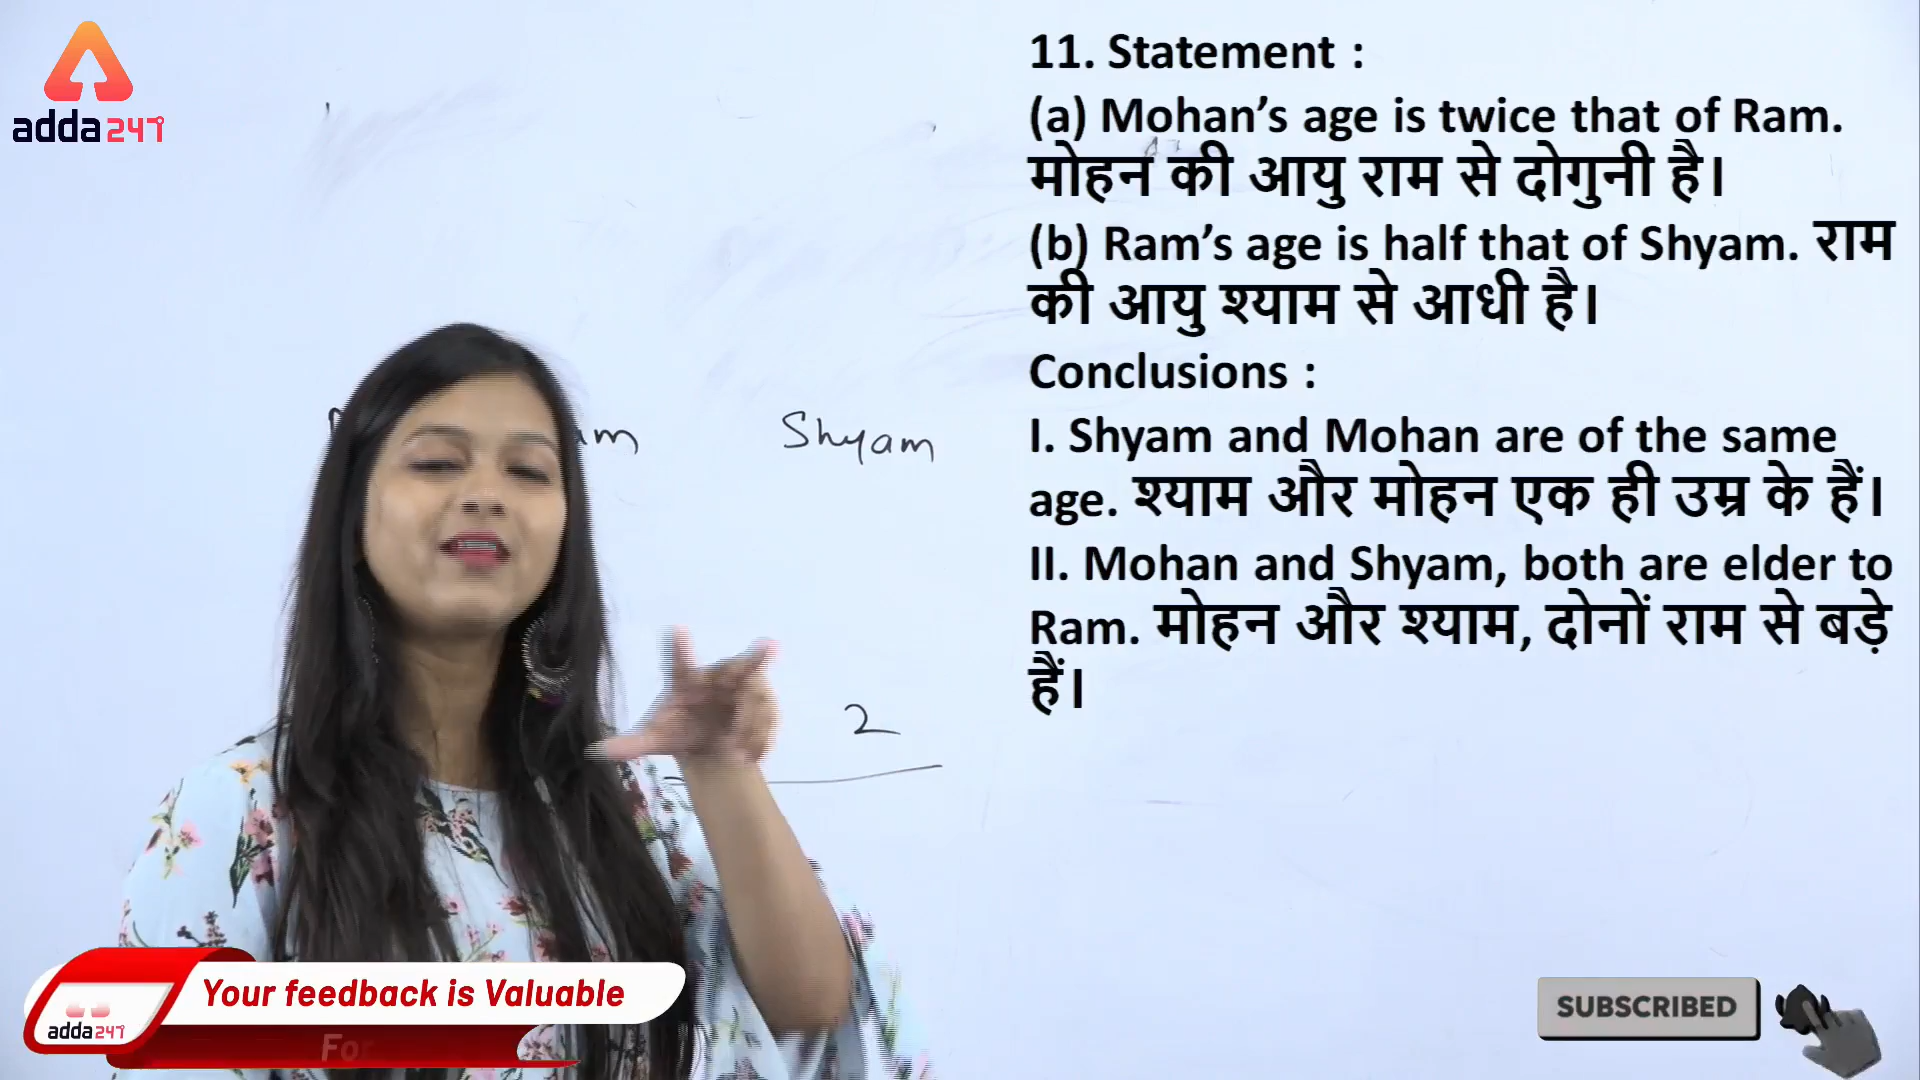 adda247
11. Statement :
(a) Mohan’s age is twice that of Ram.
मोहन की आयु राम से दोगुनी है।
(b) Ram’s age is half that of Shyam. राम
की आयु श्याम से आधी है।
Conclusions :
I. Shyam and Mohan are of the same
age. श्याम और मोहन एक ही उम्र के हैं।
II. Mohan and Shyam, both are elder to
Ram. मोहन और श्याम, दोनों राम से बड़े
हैं।
Shyam
2
Your feedback is Valuable
adda247
For
SUBSCRIBED